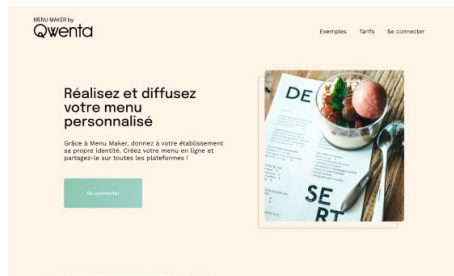 MENU MAKER by
Qwenta
Exemples Tarifs Se connecter
Réalisez et diffusez
votre menu
personnalisé
Grâce à Menu Maker, donnez à votre établissement
sa propre identité. Créez votre menu en ligne et
partagez-le sur toutes les plateformes !
Se connecter
DE
SE
RT